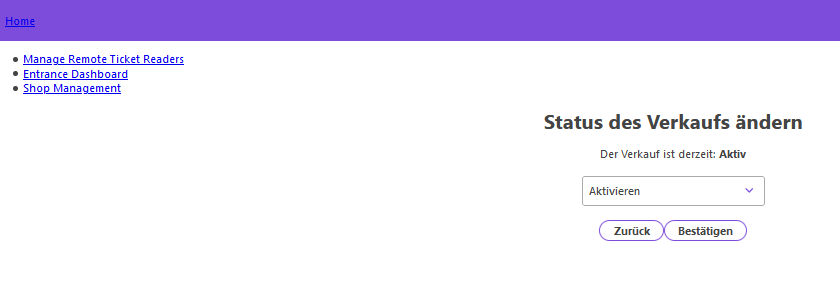 Home
Manage Remote Ticket Readers
Entrance Dashboard
Shop Management
Status des Verkaufs ändern
Der Verkauf ist derzeit: Aktiv
Aktivieren
Zurück Bestätigen